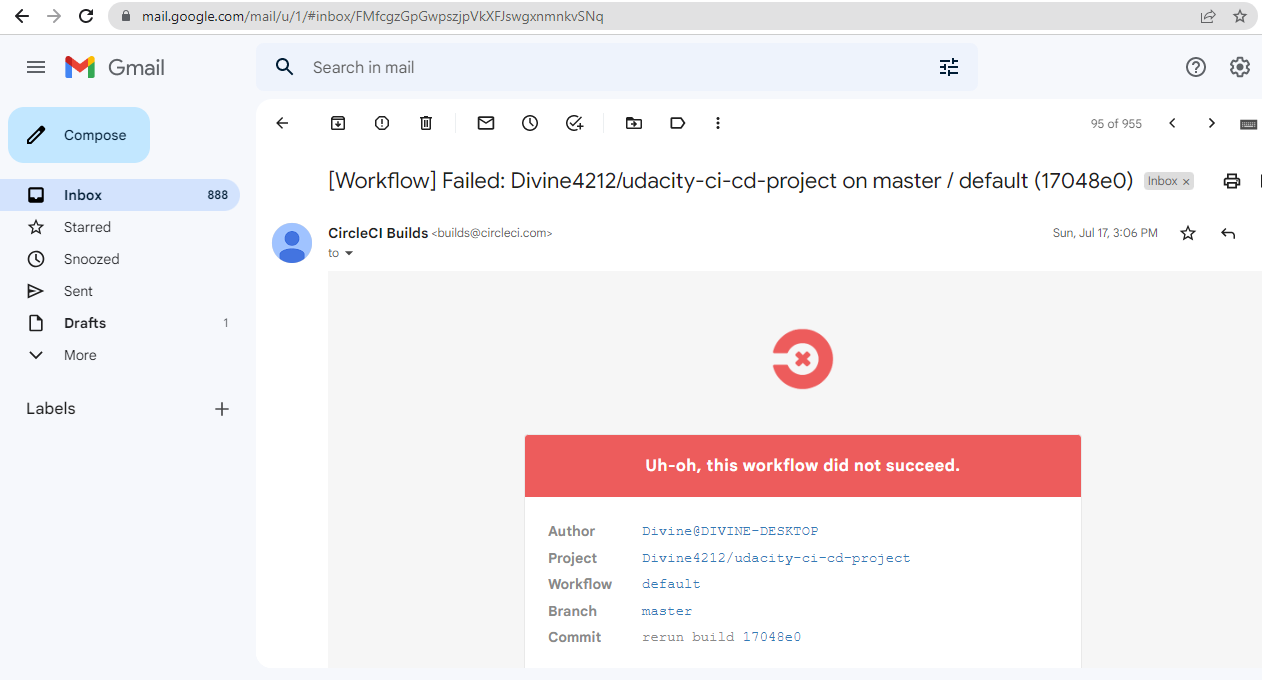 mail.google.com/mail/u/1/#inbox/FMfcgzGpGwpszjpVkXFJswgxnmnkvSNq
Gmail
Search in mail
Compose
95 of 955
[Workflow] Failed: Divine4212/udacity-ci-cd-project on master / default (17048e0)
Inbox ×
Inbox 888
Starred
CircleCI Builds <builds@circleci.com>
Sun, Jul 17, 3:06 PM
to
Snoozed
Sent
Drafts 1
More
Labels
Uh-oh, this workflow did not succeed.
Author Divine@DIVINE-DESKTOP
Project Divine4212/udacity-ci-cd-project
Workflow default
Branch master
Commit rerun build 17048e0